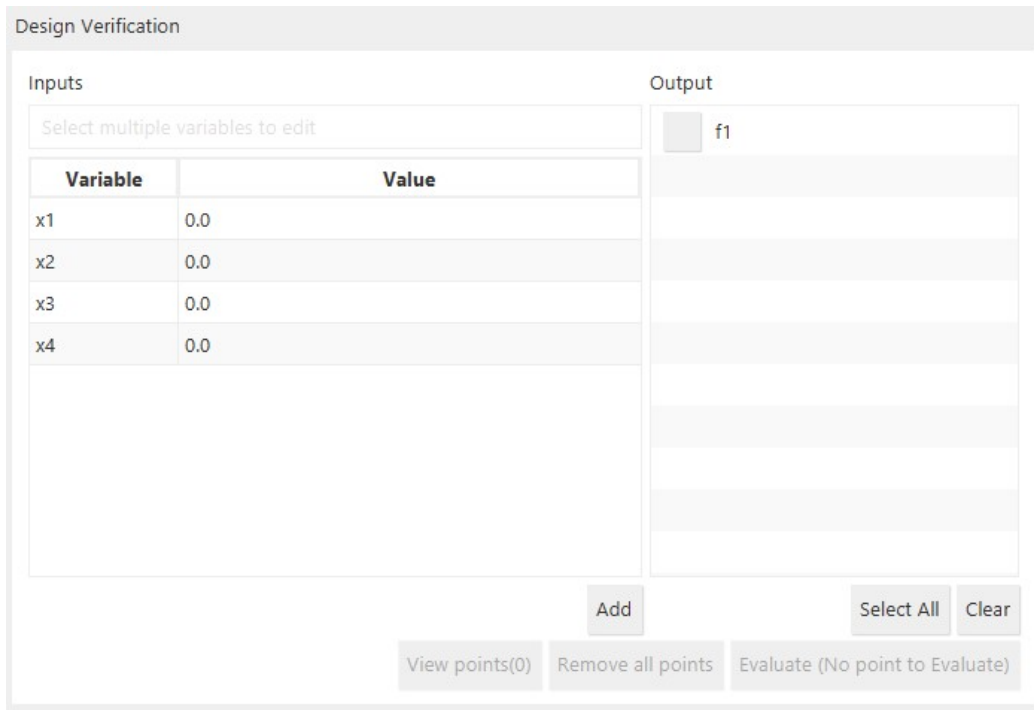 Design Verification
Inputs
Output
Select multiple variables to edit
f1
Variable Value
x1 0.0
x2 0.0
x3 0.0
x4 0.0
Add
Select All
Clear
View points(0)
Remove all points
Evaluate (No point to Evaluate)